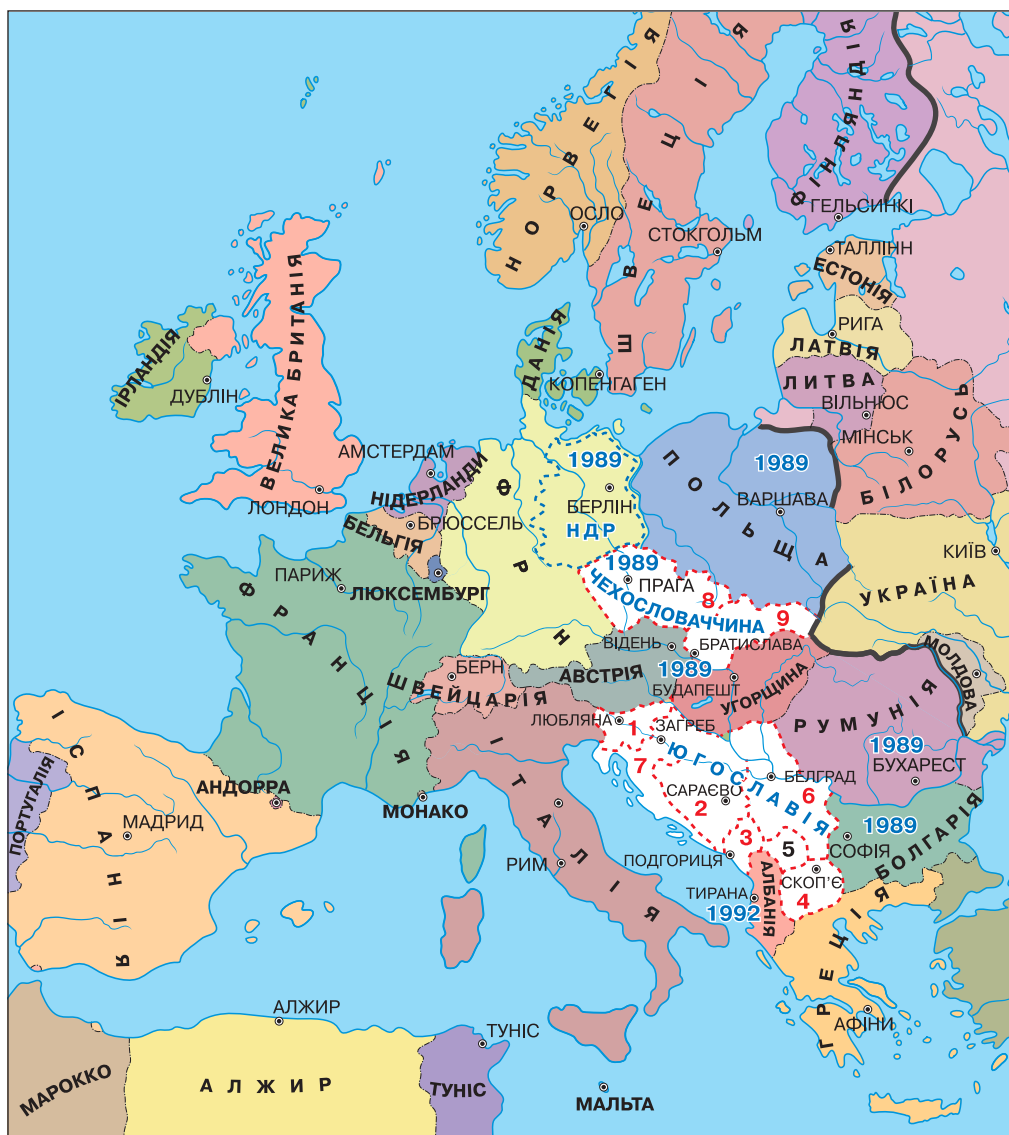 НОРВЕГІЯ
ШВЕЦІЯ
ФІНЛЯНДІЯ
ОСЛО
СТОКГОЛЬМ
ГЕЛЬСИНКІ
ТАЛЛІНН
ЕСТОНІЯ
РИГА
ЛАТВІЯ
ЛИТВА
ВІЛЬНЮС
МІНСЬК
БІЛОРУСЬ
ІРЛАНДІЯ
ДУБЛІН
ВЕЛИКА БРИТАНІЯ
ЛОНДОН
ДАНІЯ
КОПЕНГАГЕН
АМСТЕРДАМ
НІДЕРЛАНДИ
БРЮССЕЛЬ
БЕЛЬГІЯ
ФРН
1989
БЕРЛІН
НДР
ПОЛЬЩА
1989
ВАРШАВА
КИЇВ
УКРАЇНА
МОЛДОВА
ПАРИЖ
ЛЮКСЕМБУРГ
ФРАНЦІЯ
1989
ПРАГА
ЧЕХОСЛОВАЧЧИНА
8
9
ВІДЕНЬ
БРАТИСЛАВА
АВСТРІЯ
1989
БУДАПЕШТ
УГОРЩИНА
БЕРН
ШВЕЙЦАРІЯ
РУМУНІЯ
1989
БУХАРЕСТ
ЛЮБЛЯНА
1
ЗАГРЕБ
ЮГОСЛАВІЯ
7
БЕЛГРАД
САРАЄВО
2
6
3
5
ПОДГОРИЦЯ
СКОП'Є
4
1989
СОФІЯ
БОЛГАРІЯ
ТИРАНА
1992
АЛБАНІЯ
ГРЕЦІЯ
АФІНИ
ІТАЛІЯ
РИМ
МОНАКО
АНДОРРА
ІСПАНІЯ
МАДРИД
ПОРТУГАЛІЯ
МАРОККО
АЛЖИР
АЛЖИР
ТУНІС
ТУНІС
МАЛЬТА